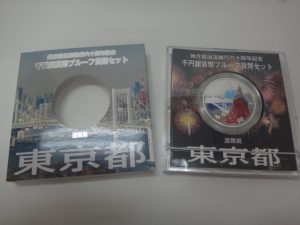 地方自治法施行六十周年記念
千円銀貨幣プルーフ貨幣セット
造幣局
東京都
地方自治法施行六十周年記念
千円銀貨幣プルーフ貨幣セット
造幣局
東京都